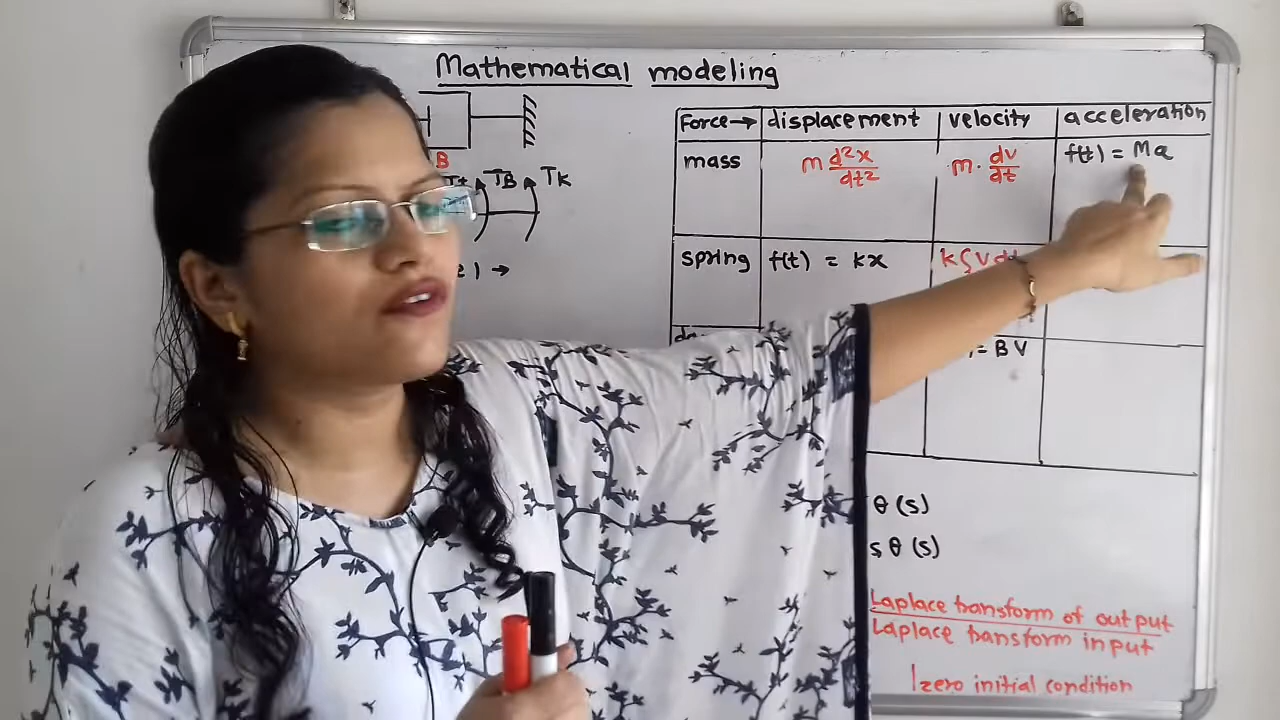 Mathematical modeling
B
TB TK
Force→ displacement velocity acceleration
mass M d²x/dt² M. dv/dt f(t) = Ma
spring f(t) = Kx K∫v
= BV
θ(s)
sθ(s)
Laplace transform of output
Laplace transform input
zero initial condition